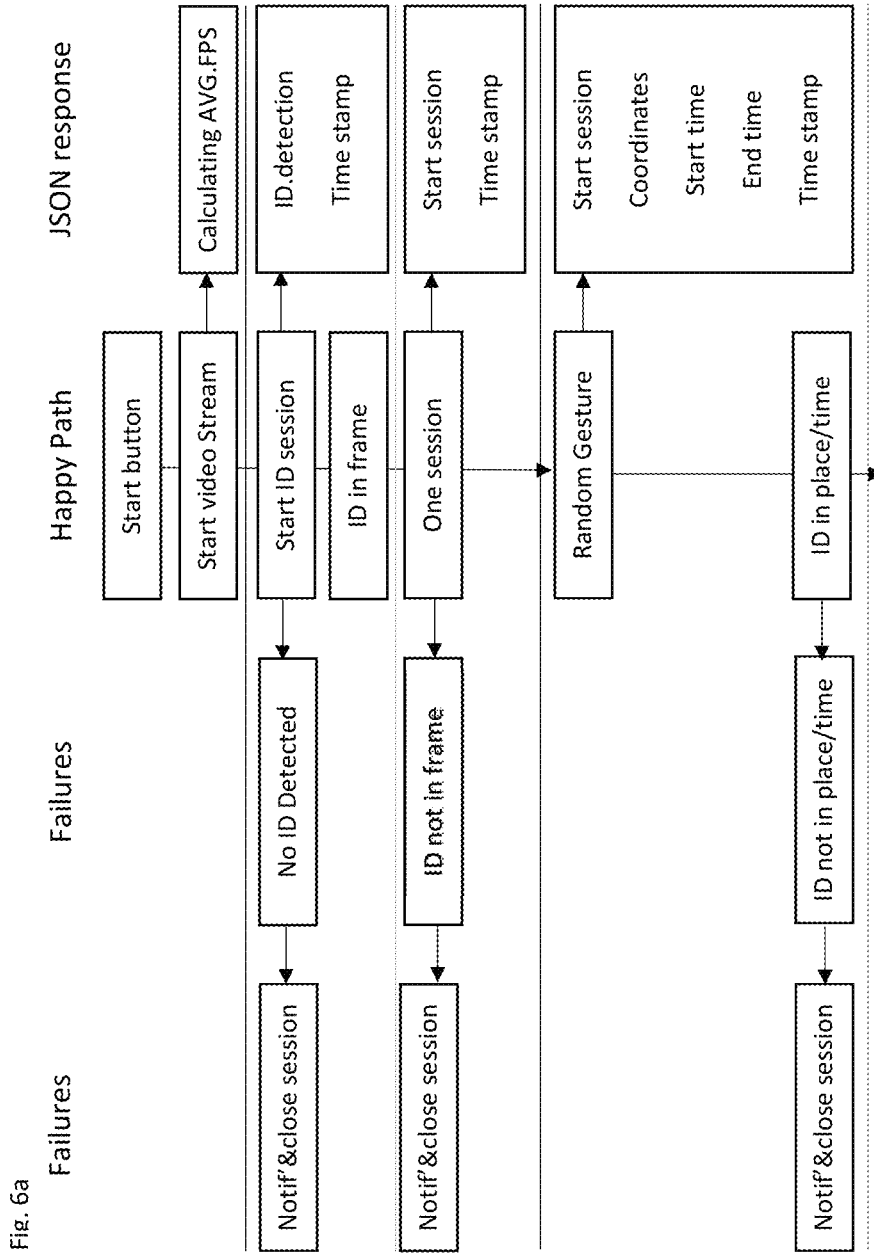 Fig. 6a
Failures
Failures
Happy Path
JSON response
Start button
Start video Stream
Calculating AVG.FPS
Notif'&close session
No ID Detected
Start ID session
ID.detection
Time stamp
ID in frame
Notif'&close session
ID not in frame
One session
Start session
Time stamp
Random Gesture
Start session
Coordinates
Start time
End time
Time stamp
Notif'&close session
ID not in place/time
ID in place/time